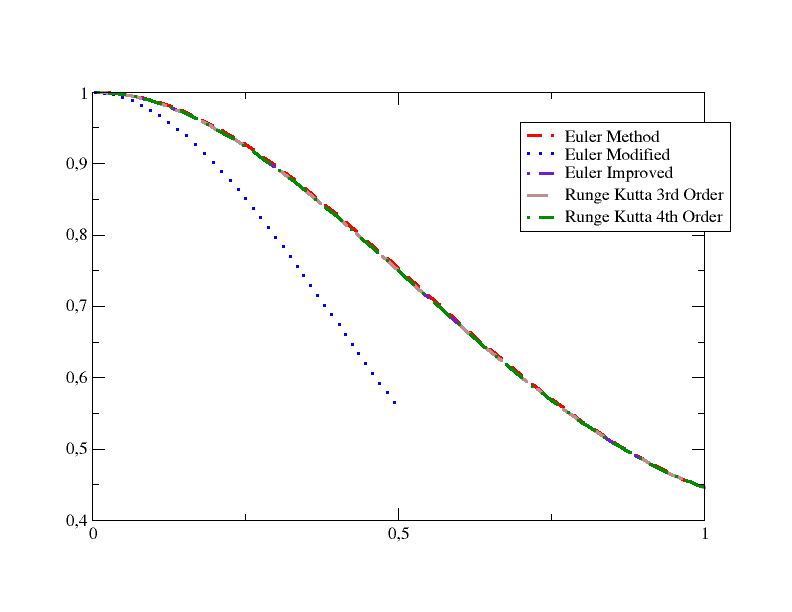 1
0,9
0,8
0,7
0,6
0,5
0,4
0
0,5
1
Euler Method
Euler Modified
Euler Improved
Runge Kutta 3rd Order
Runge Kutta 4th Order